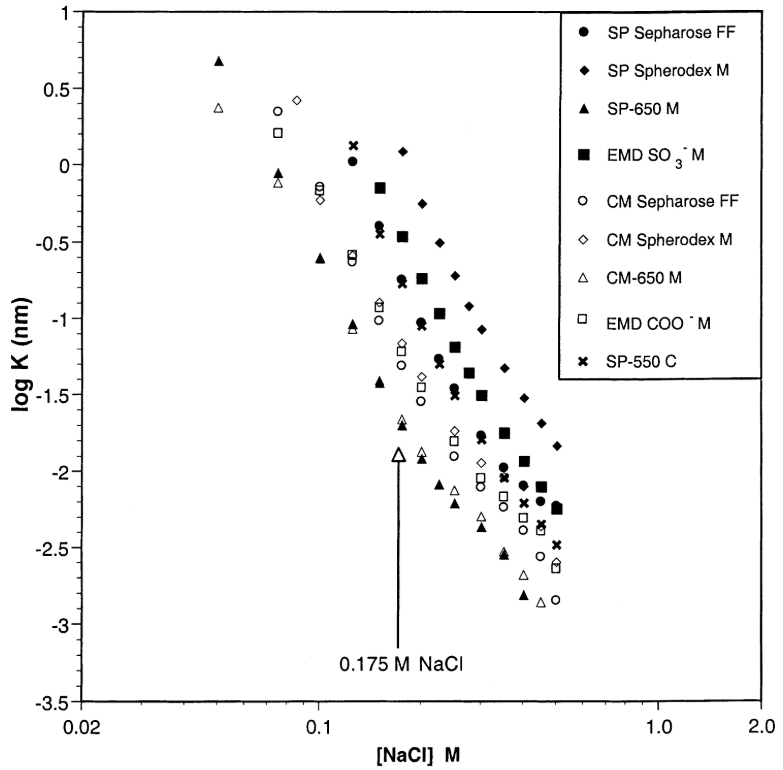 1
0.5
0
-0.5
-1
-1.5
-2
-2.5
-3
-3.5
log K (nm)
SP Sepharose FF
SP Spherodex M
SP-650 M
EMD SO3- M
CM Sepharose FF
CM Spherodex M
CM-650 M
EMD COO- M
SP-550 C
0.175 M NaCl
0.02 0.1 1.0 2.0
[NaCl] M